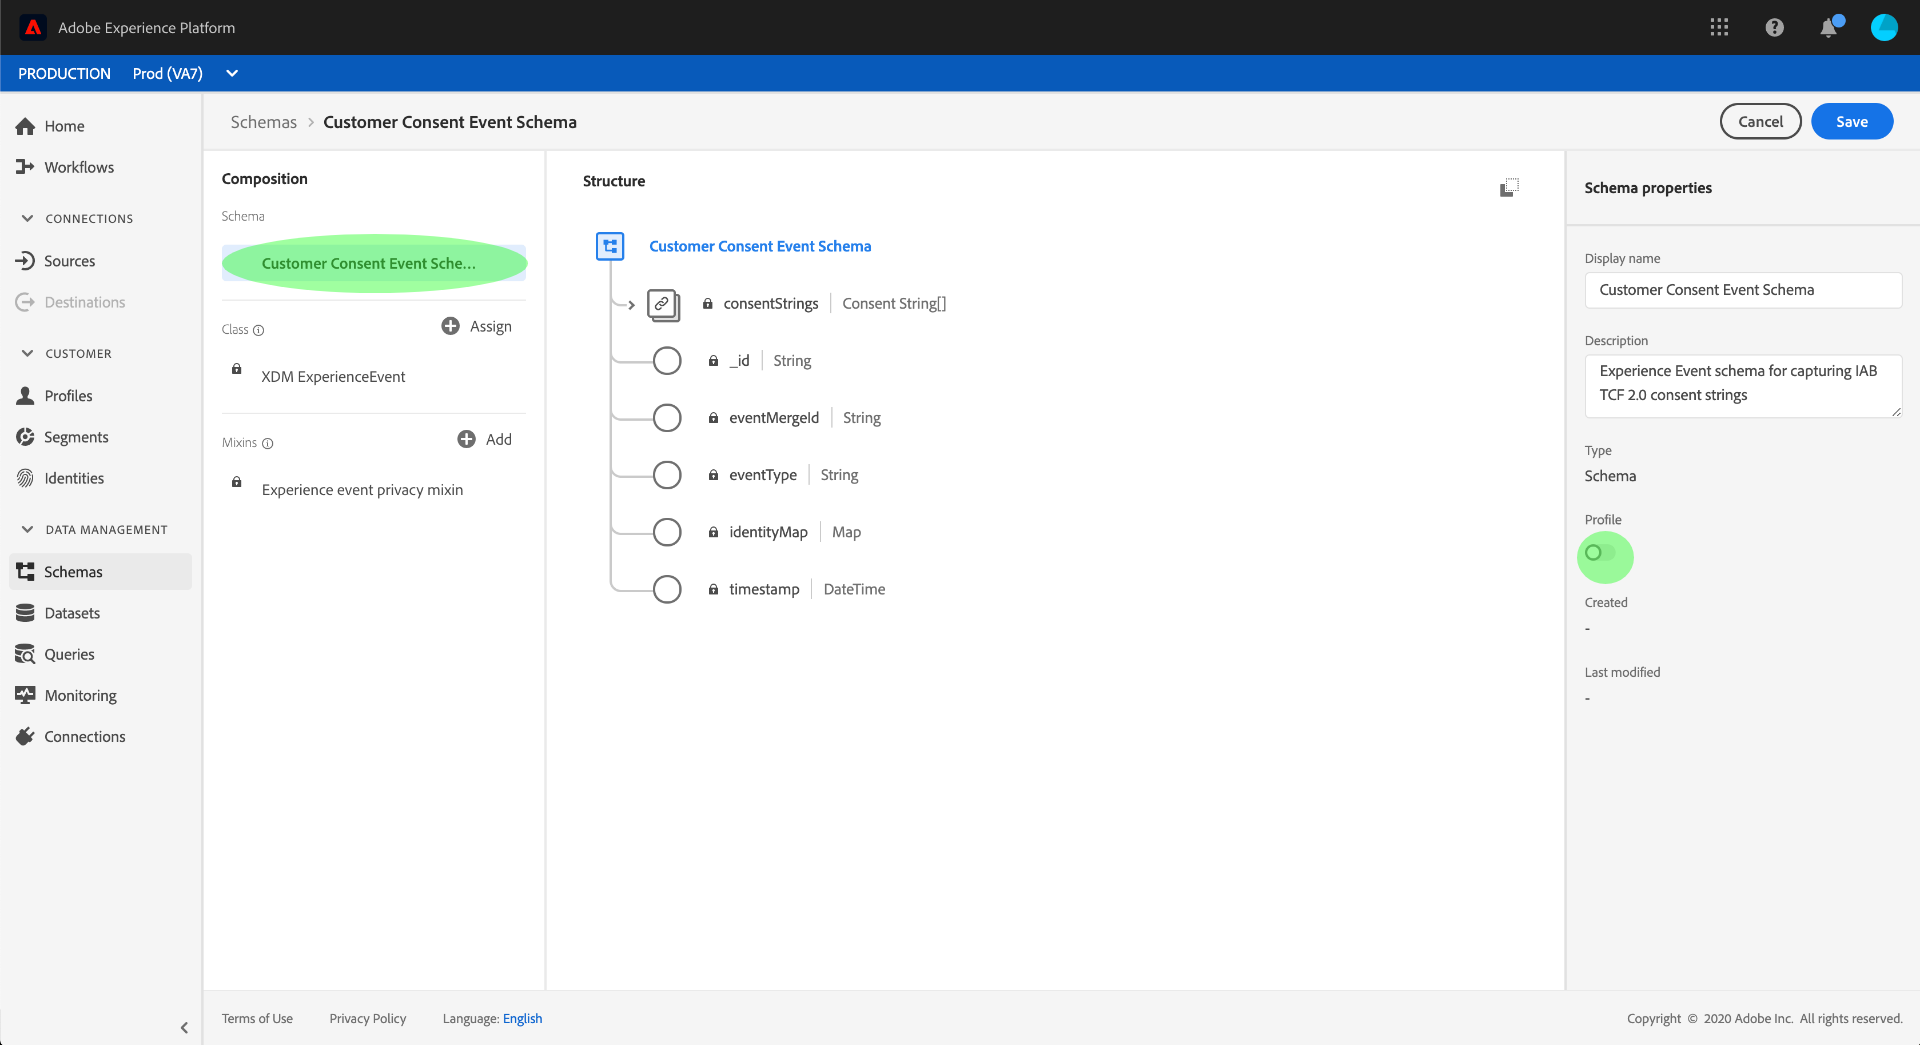 Adobe Experience Platform
PRODUCTION Prod (VA7)
Home
Workflows
CONNECTIONS
Sources
Destinations
CUSTOMER
Profiles
Segments
Identities
DATA MANAGEMENT
Schemas
Datasets
Queries
Monitoring
Connections
Schemas > Customer Consent Event Schema
Cancel
Save
Composition
Schema
Customer Consent Event Sche...
Class
Assign
XDM ExperienceEvent
Mixins
Add
Experience event privacy mixin
Structure
Customer Consent Event Schema
consentStrings | Consent String[]
_id | String
eventMergeId | String
eventType | String
identityMap | Map
timestamp | DateTime
Schema properties
Display name
Customer Consent Event Schema
Description
Experience Event schema for capturing IAB
TCF 2.0 consent strings
Type
Schema
Profile
Created
-
Last modified
-
Terms of Use Privacy Policy Language: English
Copyright © 2020 Adobe Inc. All rights reserved.